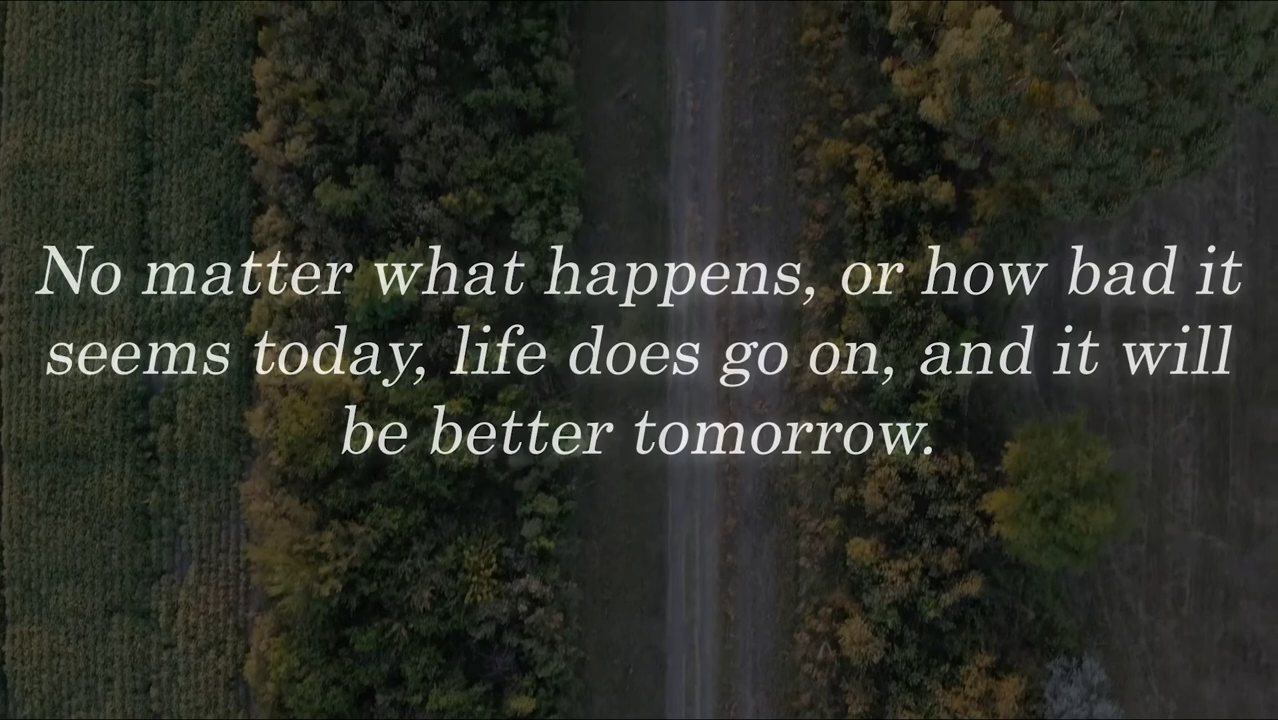 No matter what happens, or how bad it
seems today, life does go on, and it will
be better tomorrow.